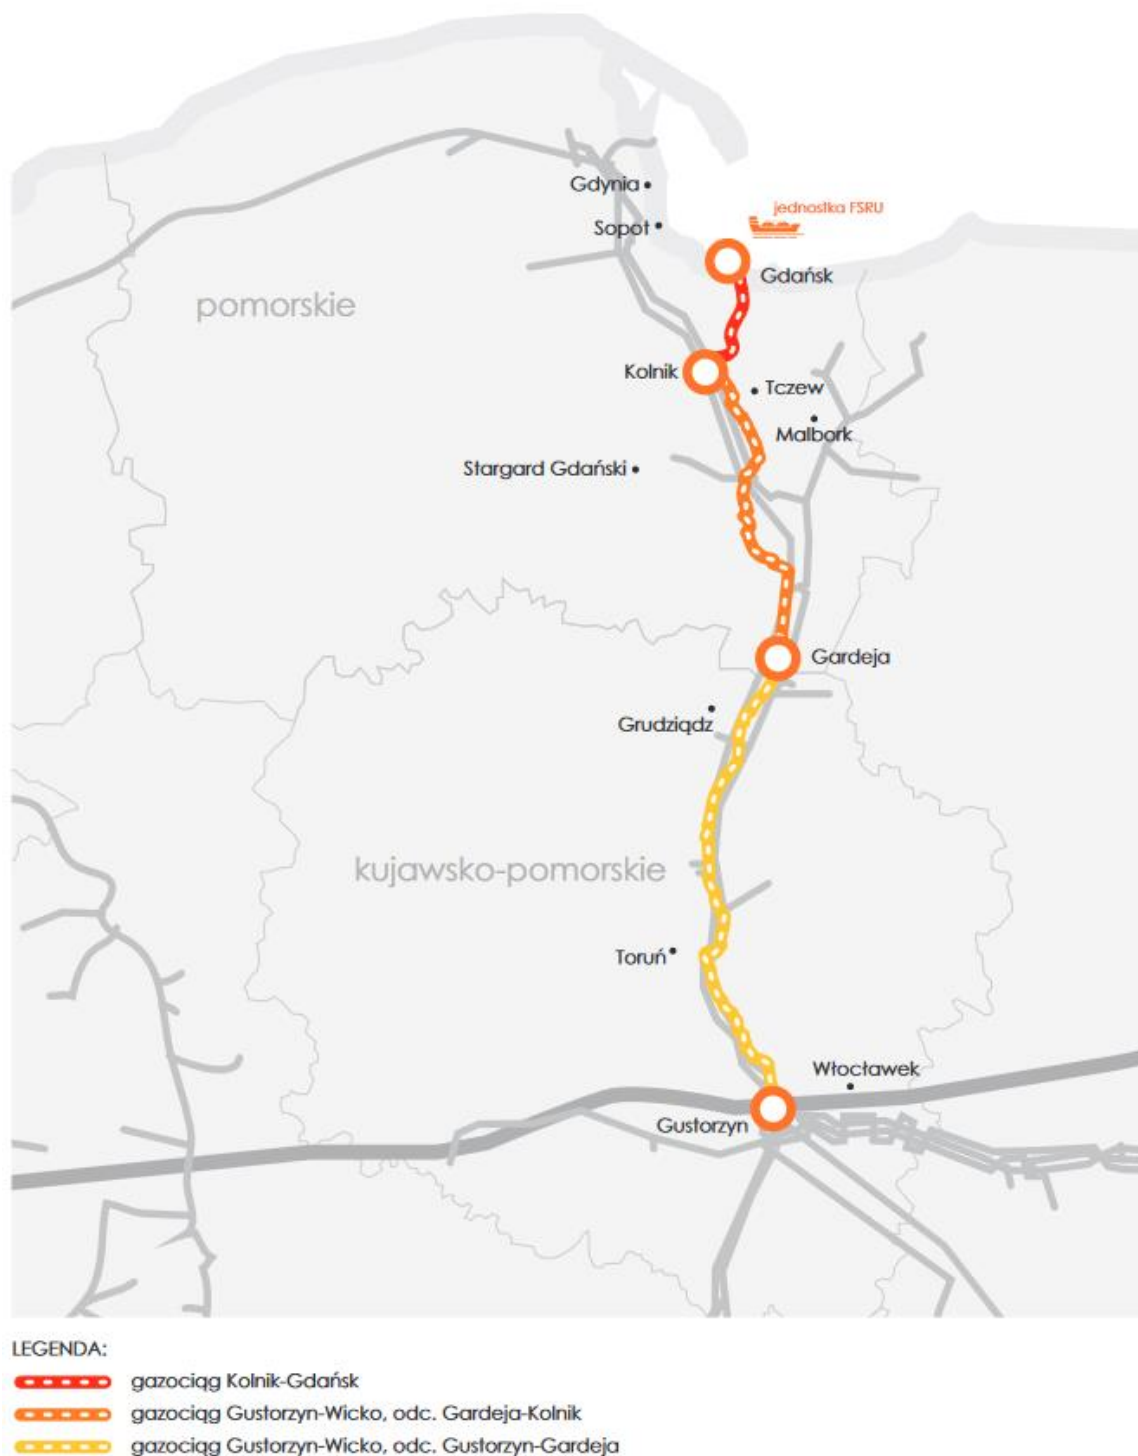 Gdynia
jednostka FSRU
Sopot
Gdańsk
pomorskie
Kolnik
Tczew
Malbork
Stargard Gdański
Gardeja
Grudziądz
kujawsko-pomorskie
Toruń
Włocławek
Gustorzyn
LEGENDA:
gazociąg Kolnik-Gdańsk
gazociąg Gustorzyn-Wicko, odc. Gardeja-Kolnik
gazociąg Gustorzyn-Wicko, odc. Gustorzyn-Gardeja